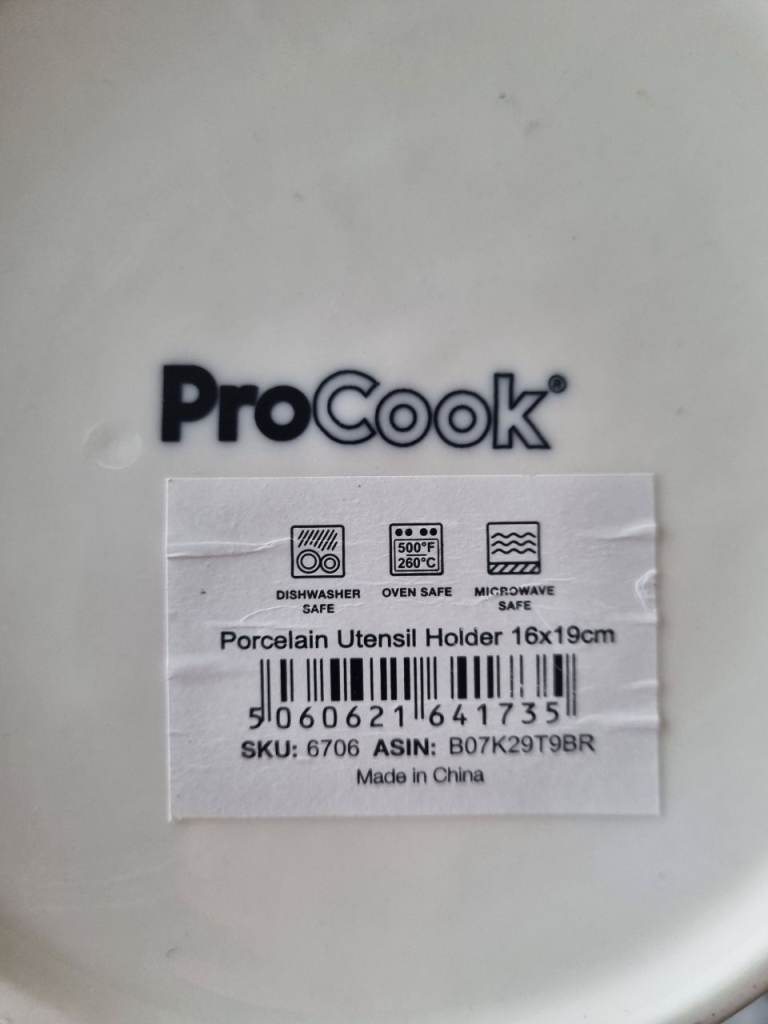 ProCook®
500°F
260°C
DISHWASHER SAFE
OVEN SAFE
MICROWAVE SAFE
Porcelain Utensil Holder 16x19cm
5 060621 641735
SKU: 6706 ASIN: B07K29T9BR
Made in China